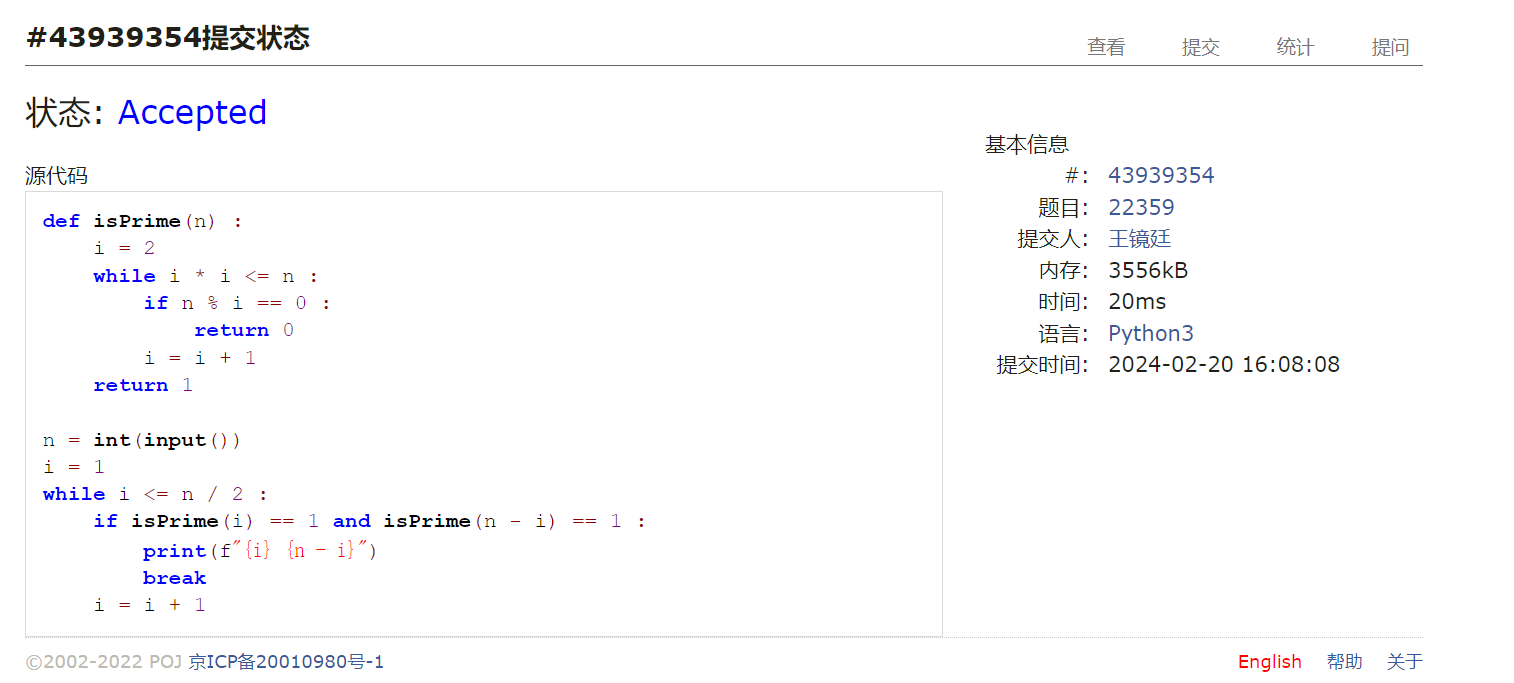 #43939354提交状态
查看 提交 统计 提问
状态: Accepted
源代码
def isPrime(n) :
    i = 2
    while i * i <= n :
        if n % i == 0 :
            return 0
        i = i + 1
    return 1

n = int(input())
i = 1
while i <= n / 2 :
    if isPrime(i) == 1 and isPrime(n - i) == 1 :
        print(f"{i} {n - i}")
        break
    i = i + 1
基本信息
#: 43939354
题目: 22359
提交人: 王镜廷
内存: 3556kB
时间: 20ms
语言: Python3
提交时间: 2024-02-20 16:08:08
©2002-2022 POJ 京ICP备20010980号-1
English 帮助 关于